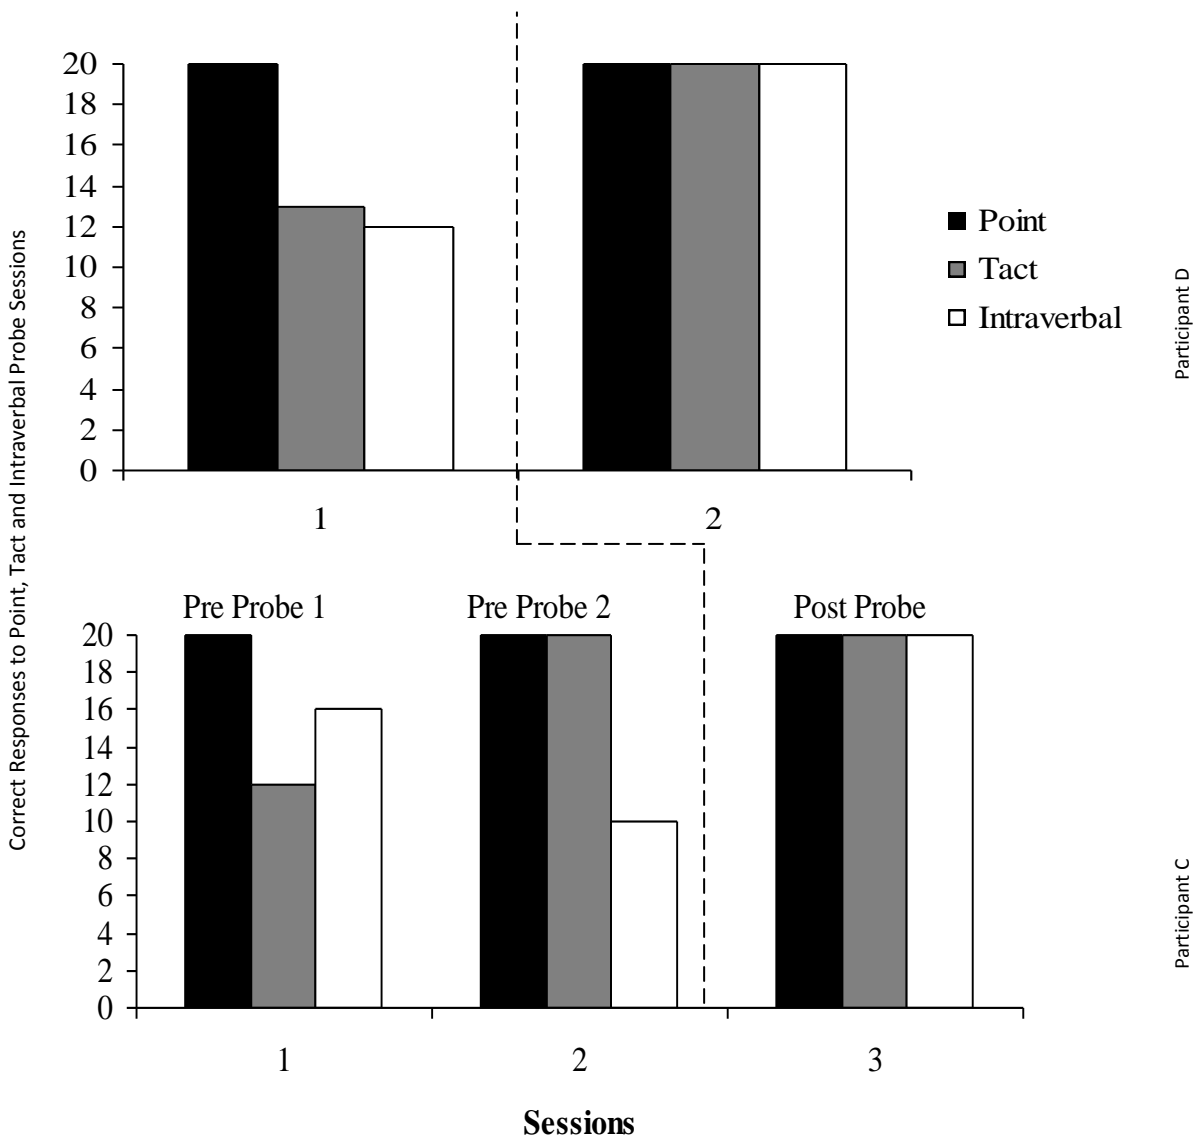 Correct Responses to Point, Tact and Intraverbal Probe Sessions
20
18
16
14
12
10
8
6
4
2
0
1
2
Point
Tact
Intraverbal
Participant D
Pre Probe 1
Pre Probe 2
Post Probe
20
18
16
14
12
10
8
6
4
2
0
1
2
3
Participant C
Sessions